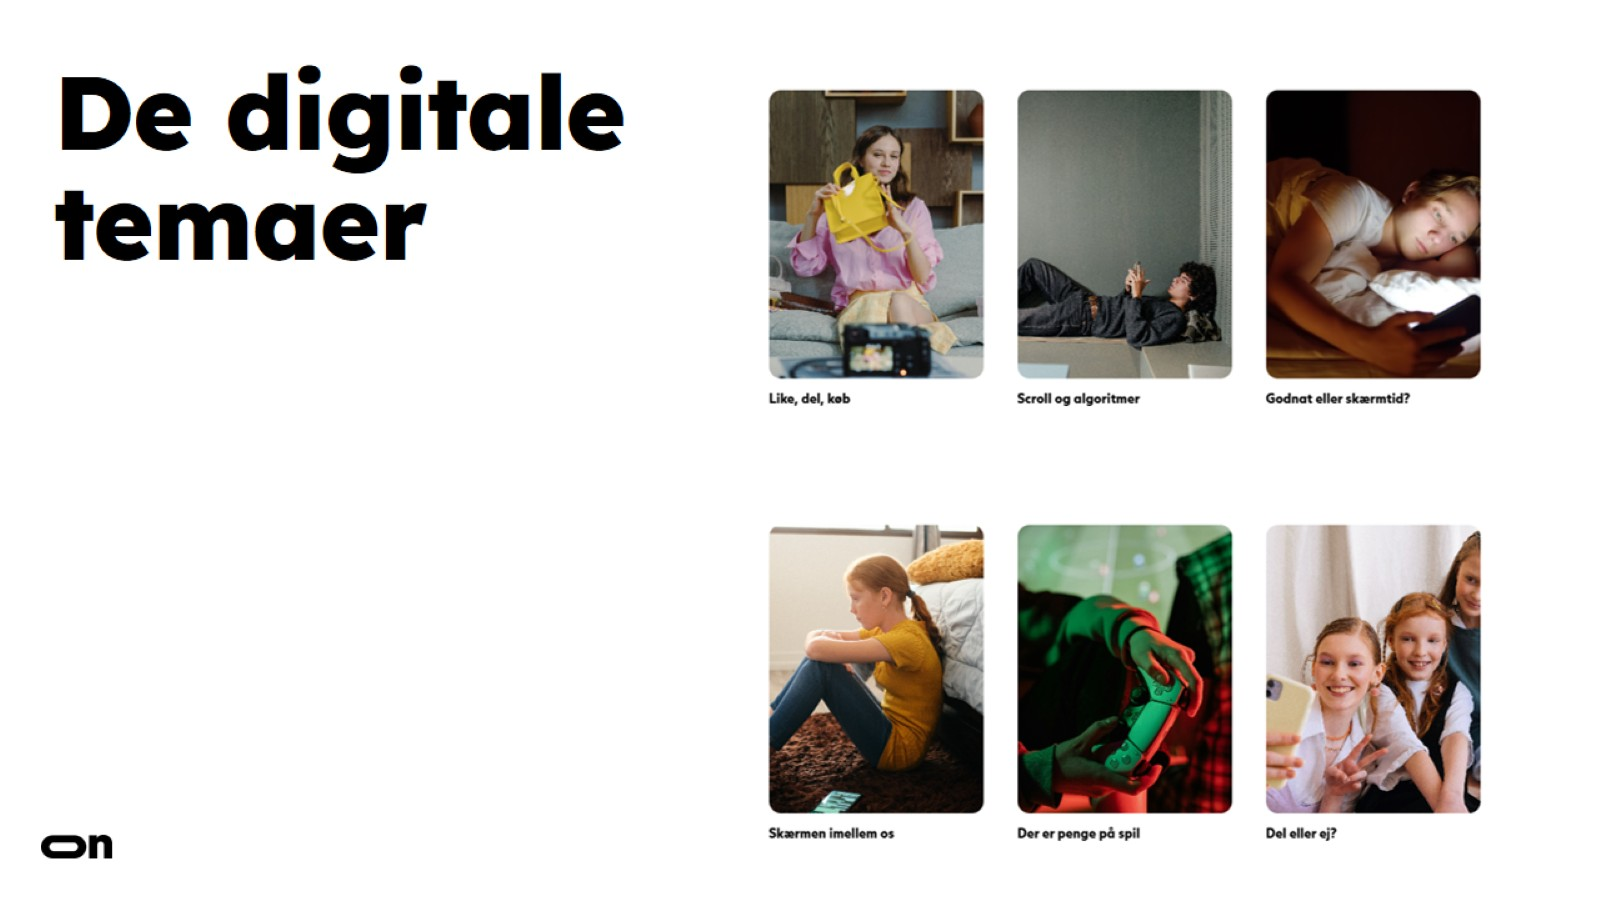 De digitale
temaer
Like, del, køb
Scroll og algoritmer
Godnat eller skærmtid?
Skærmen imellem os
Der er penge på spil
Del eller ej?
on